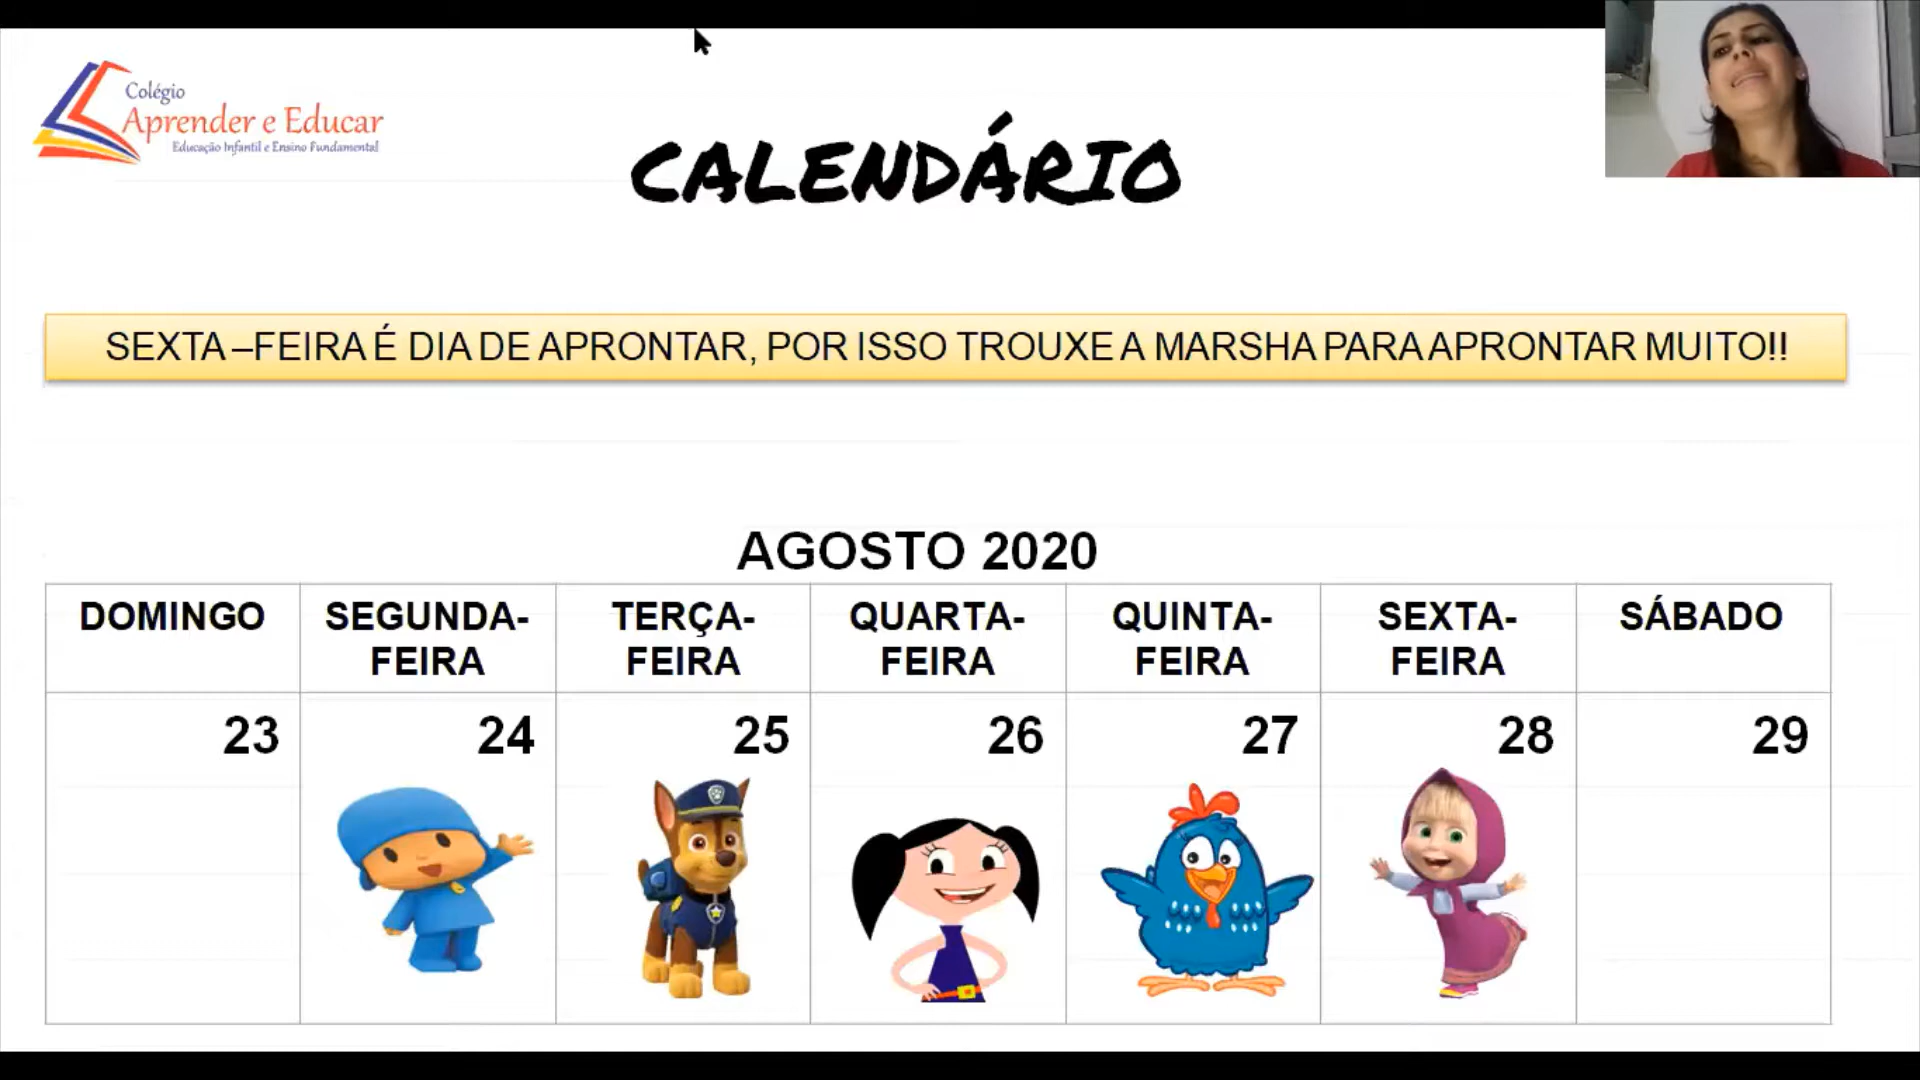 Colégio
Aprender e Educar
Educação Infantil e Ensino Fundamental
CALENDÁRIO
SEXTA –FEIRA É DIA DE APRONTAR, POR ISSO TROUXE A MARSHA PARA APRONTAR MUITO!!
AGOSTO 2020
DOMINGO SEGUNDA-FEIRA TERÇA-FEIRA QUARTA-FEIRA QUINTA-FEIRA SEXTA-FEIRA SÁBADO
23 24 25 26 27 28 29